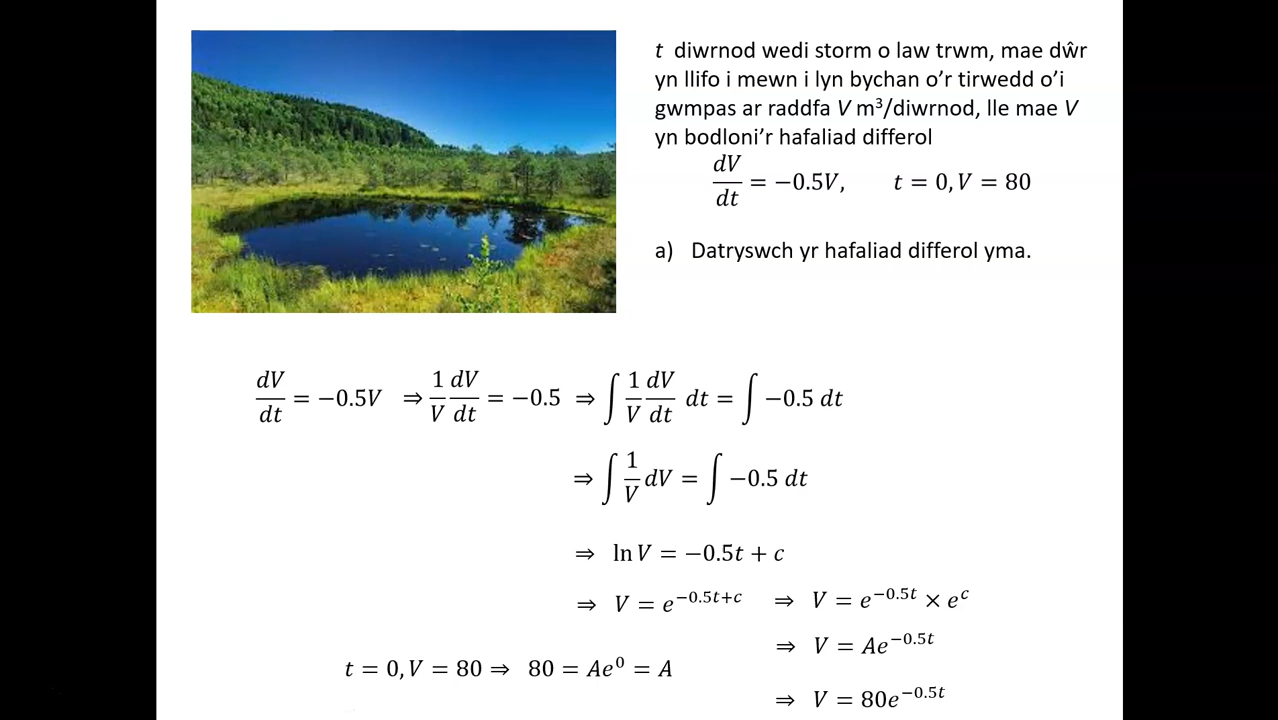 t diwrnod wedi storm o law trwm, mae dŵr
yn llifo i mewn i lyn bychan o'r tirwedd o'i
gwmpas ar raddfa V m³/diwrnod, lle mae V
yn bodloni'r hafaliad differol
dV/dt = −0.5V, t = 0, V = 80
a) Datryswch yr hafaliad differol yma.
dV/dt = −0.5V ⇒ 1/V dV/dt = −0.5 ⇒ ∫ 1/V dV/dt dt = ∫ −0.5 dt
⇒ ∫ 1/V dV = ∫ −0.5 dt
⇒ ln V = −0.5t + c
⇒ V = e^(−0.5t+c) ⇒ V = e^(−0.5t) × e^c
⇒ V = Ae^(−0.5t)
t = 0, V = 80 ⇒ 80 = Ae⁰ = A
⇒ V = 80e^(−0.5t)